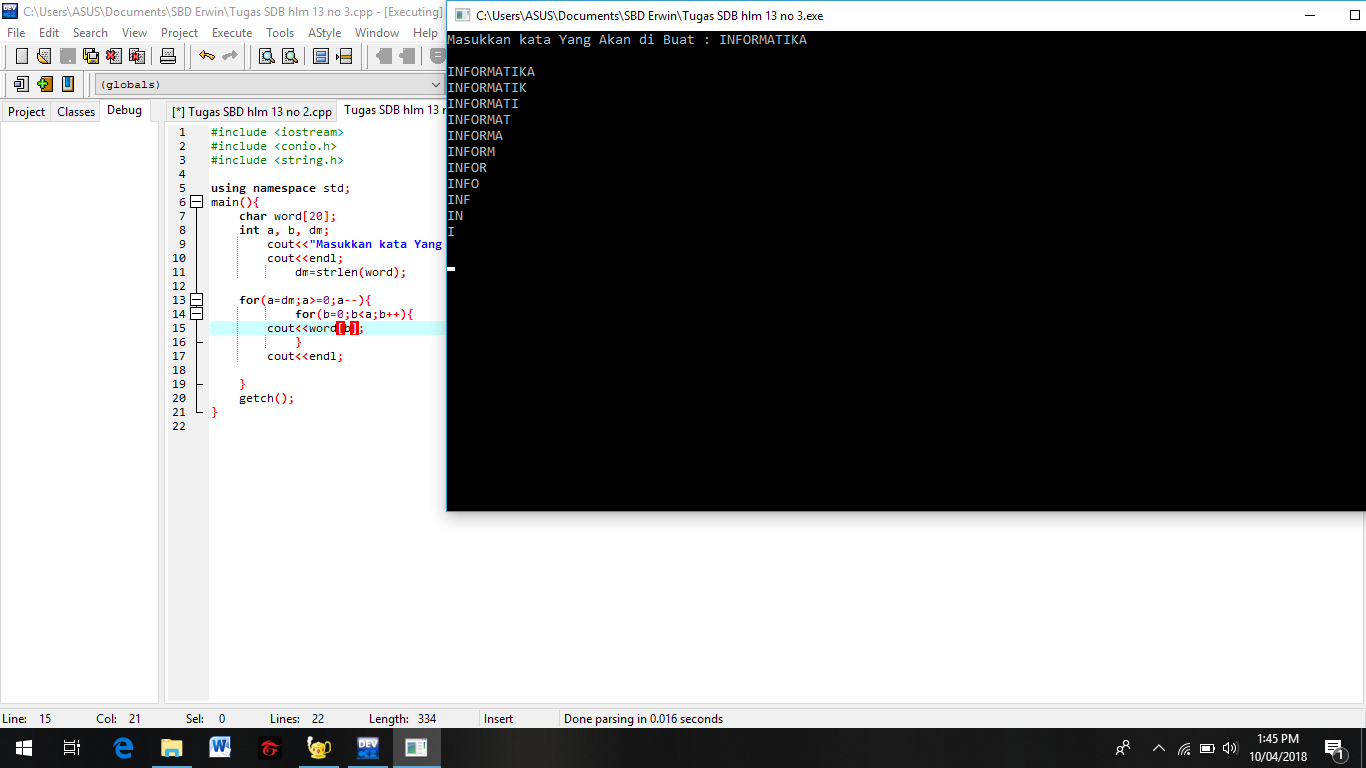 C:\Users\ASUS\Documents\SBD Erwin\Tugas SDB hlm 13 no 3.cpp - [Executing]
File Edit Search View Project Execute Tools AStyle Window Help
(globals)
Project Classes Debug
[*] Tugas SBD hlm 13 no 2.cpp Tugas SDB hlm 13 n
1 #include <iostream>
2 #include <conio.h>
3 #include <string.h>
4
5 using namespace std;
6 main(){
7 char word[20];
8 int a, b, dm;
9 cout<<"Masukkan kata Yang
10 cout<<endl;
11 dm=strlen(word);
12
13 for(a=dm;a>=0;a--){
14 for(b=0;b<a;b++){
15 cout<<word[b];
16 }
17 cout<<endl;
18
19 }
20 getch();
21 }
22
C:\Users\ASUS\Documents\SBD Erwin\Tugas SDB hlm 13 no 3.exe
Masukkan kata Yang Akan di Buat : INFORMATIKA
INFORMATIKA
INFORMATIK
INFORMATI
INFORMAT
INFORMA
INFORM
INFOR
INFO
INF
IN
I
Line: 15 Col: 21 Sel: 0 Lines: 22 Length: 334 Insert Done parsing in 0.016 seconds
DEV
1:45 PM
10/04/2018
1